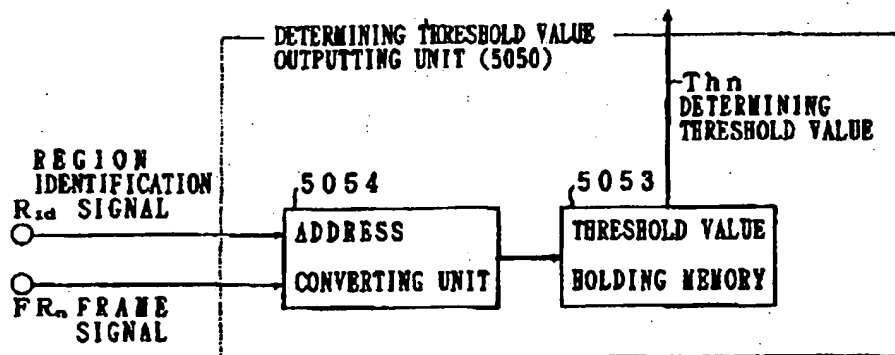 DETERMINING THRESHOLD VALUE
OUTPUTTING UNIT (5050)
Thn
DETERMINING
THRESHOLD VALUE
REGION
IDENTIFICATION
RId SIGNAL
5054
5053
ADDRESS
CONVERTING UNIT
THRESHOLD VALUE
HOLDING MEMORY
FRn FRAME
SIGNAL